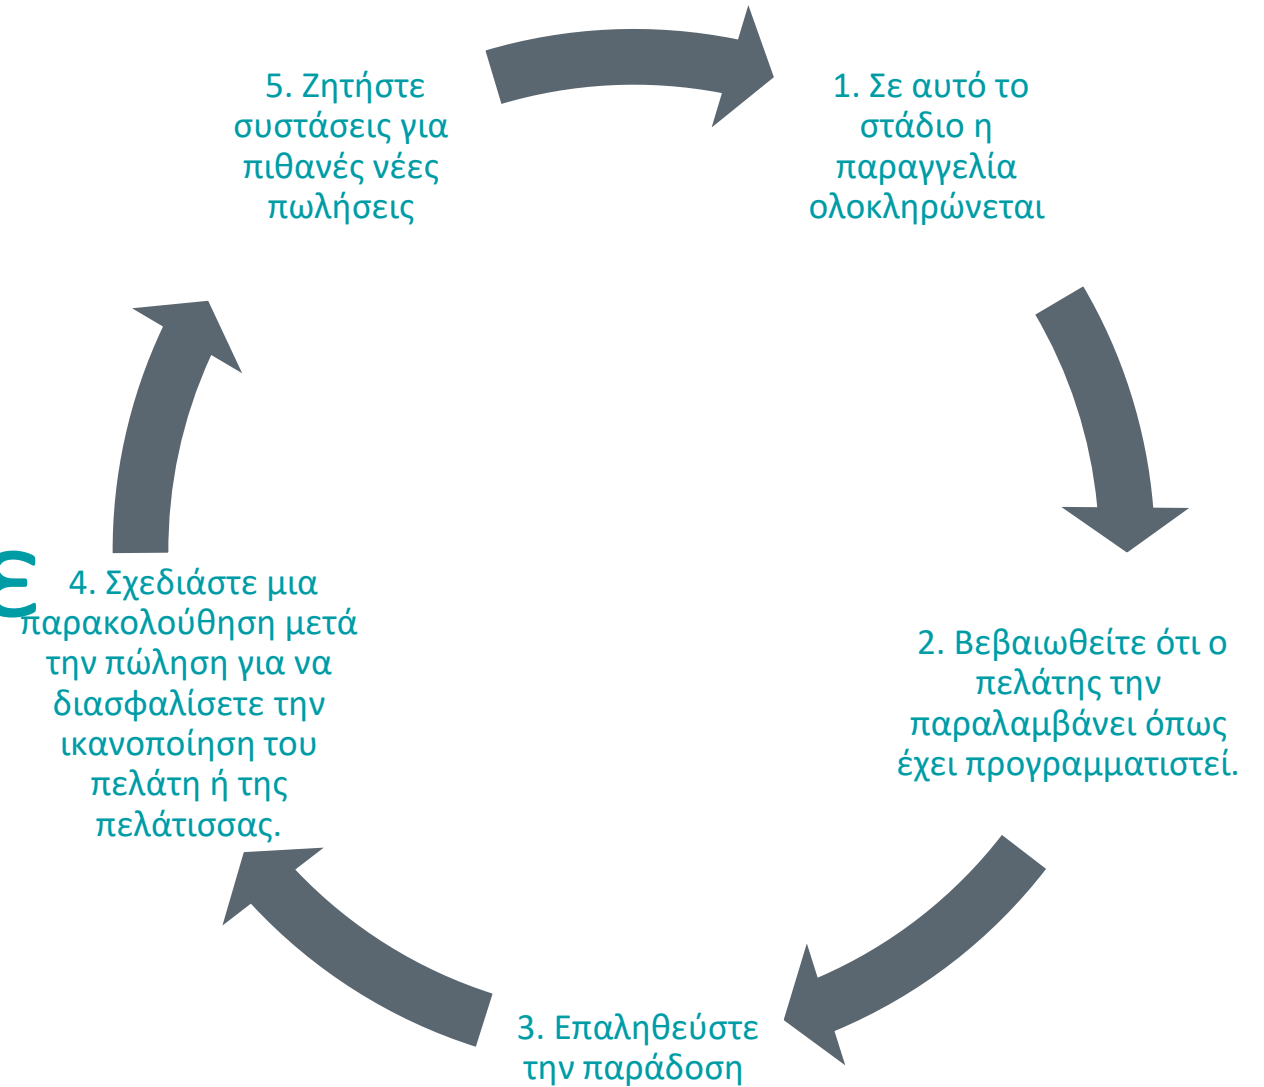 1. Σε αυτό το
στάδιο η
παραγγελία
ολοκληρώνεται
2. Βεβαιωθείτε ότι ο
πελάτης την
παραλαμβάνει όπως
έχει προγραμματιστεί.
3. Επαληθεύστε
την παράδοση
4. Σχεδιάστε μια
παρακολούθηση μετά
την πώληση για να
διασφαλίσετε την
ικανοποίηση του
πελάτη ή της
πελάτισσας.
5. Ζητήστε
συστάσεις για
πιθανές νέες
πωλήσεις